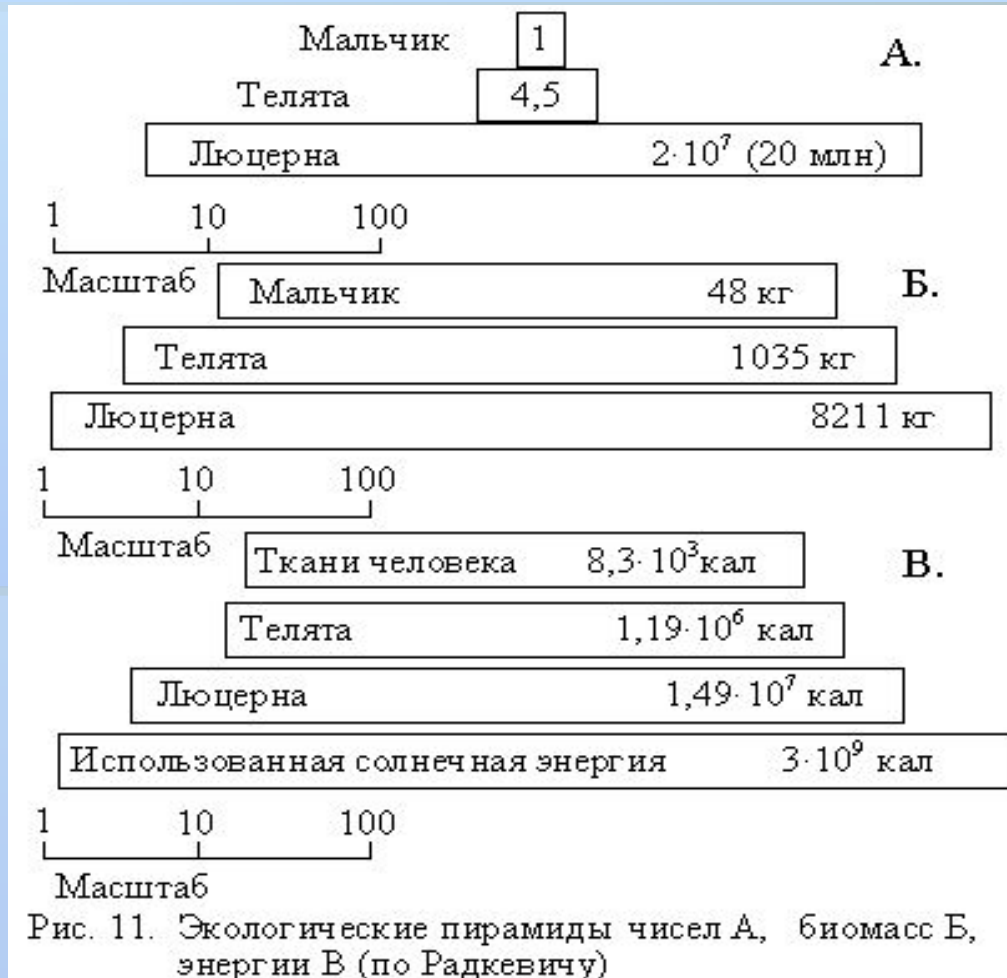 Мальчик 1 А.
Телята 4,5
Люцерна 2·10⁷ (20 млн)
1 10 100
Масштаб
Мальчик 48 кг Б.
Телята 1035 кг
Люцерна 8211 кг
1 10 100
Масштаб
Ткани человека 8,3·10³кал В.
Телята 1,19·10⁶ кал
Люцерна 1,49·10⁷ кал
Использованная солнечная энергия 3·10⁹ кал
1 10 100
Масштаб
Рис. 11. Экологические пирамиды чисел А, биомасс Б,
энергии В (по Радкевичу)